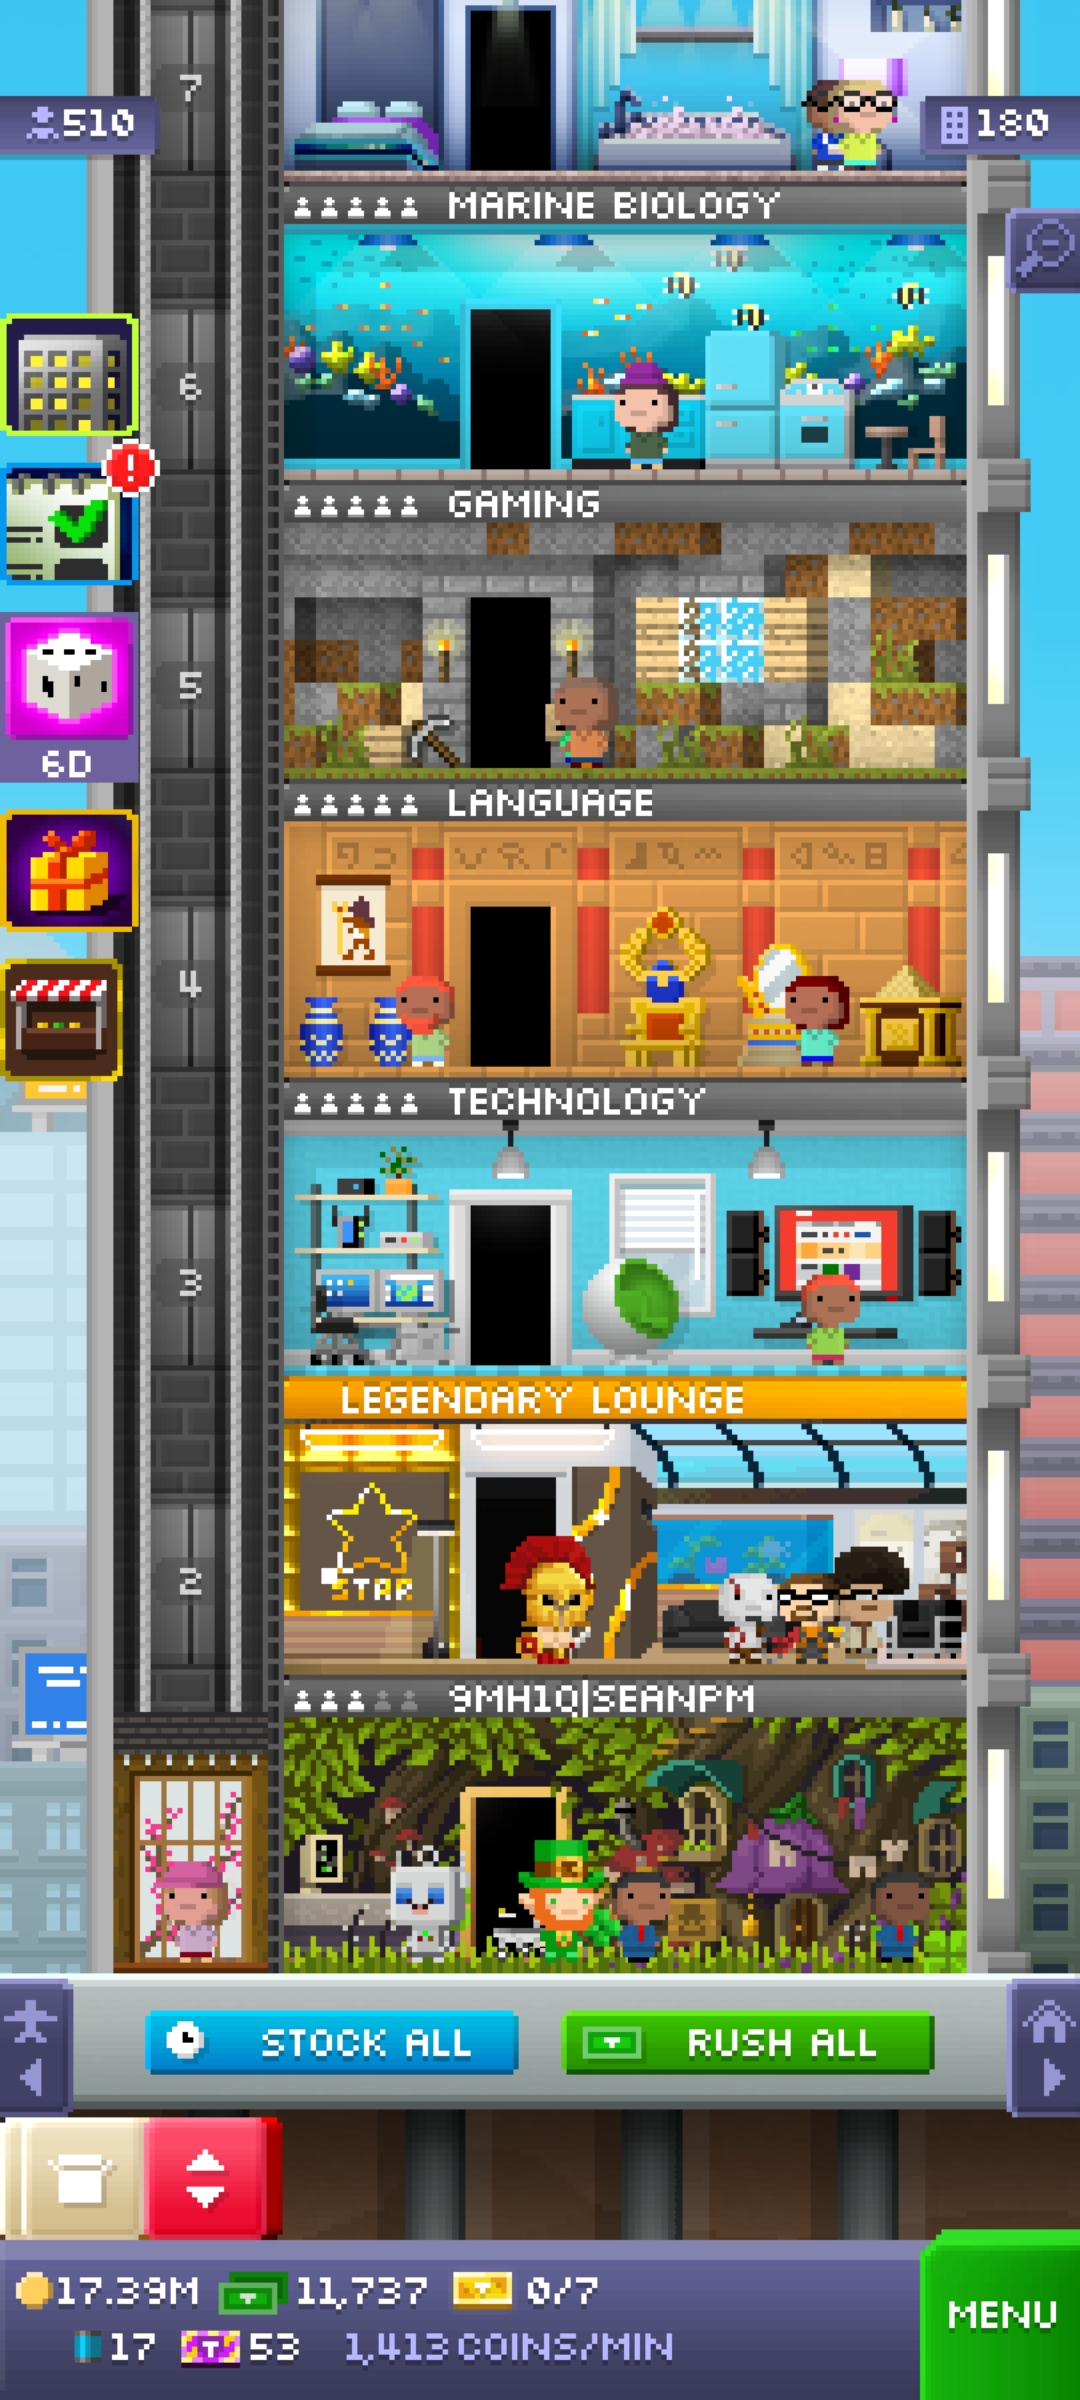 7
510
180
MARINE BIOLOGY
6
GAMING
5
6D
LANGUAGE
4
TECHNOLOGY
3
LEGENDARY LOUNGE
STAR
2
9MH1Q|SEANPM
STOCK ALL
RUSH ALL
17.39M 11,737 0/7
MENU
17 53 1,413 COINS/MIN